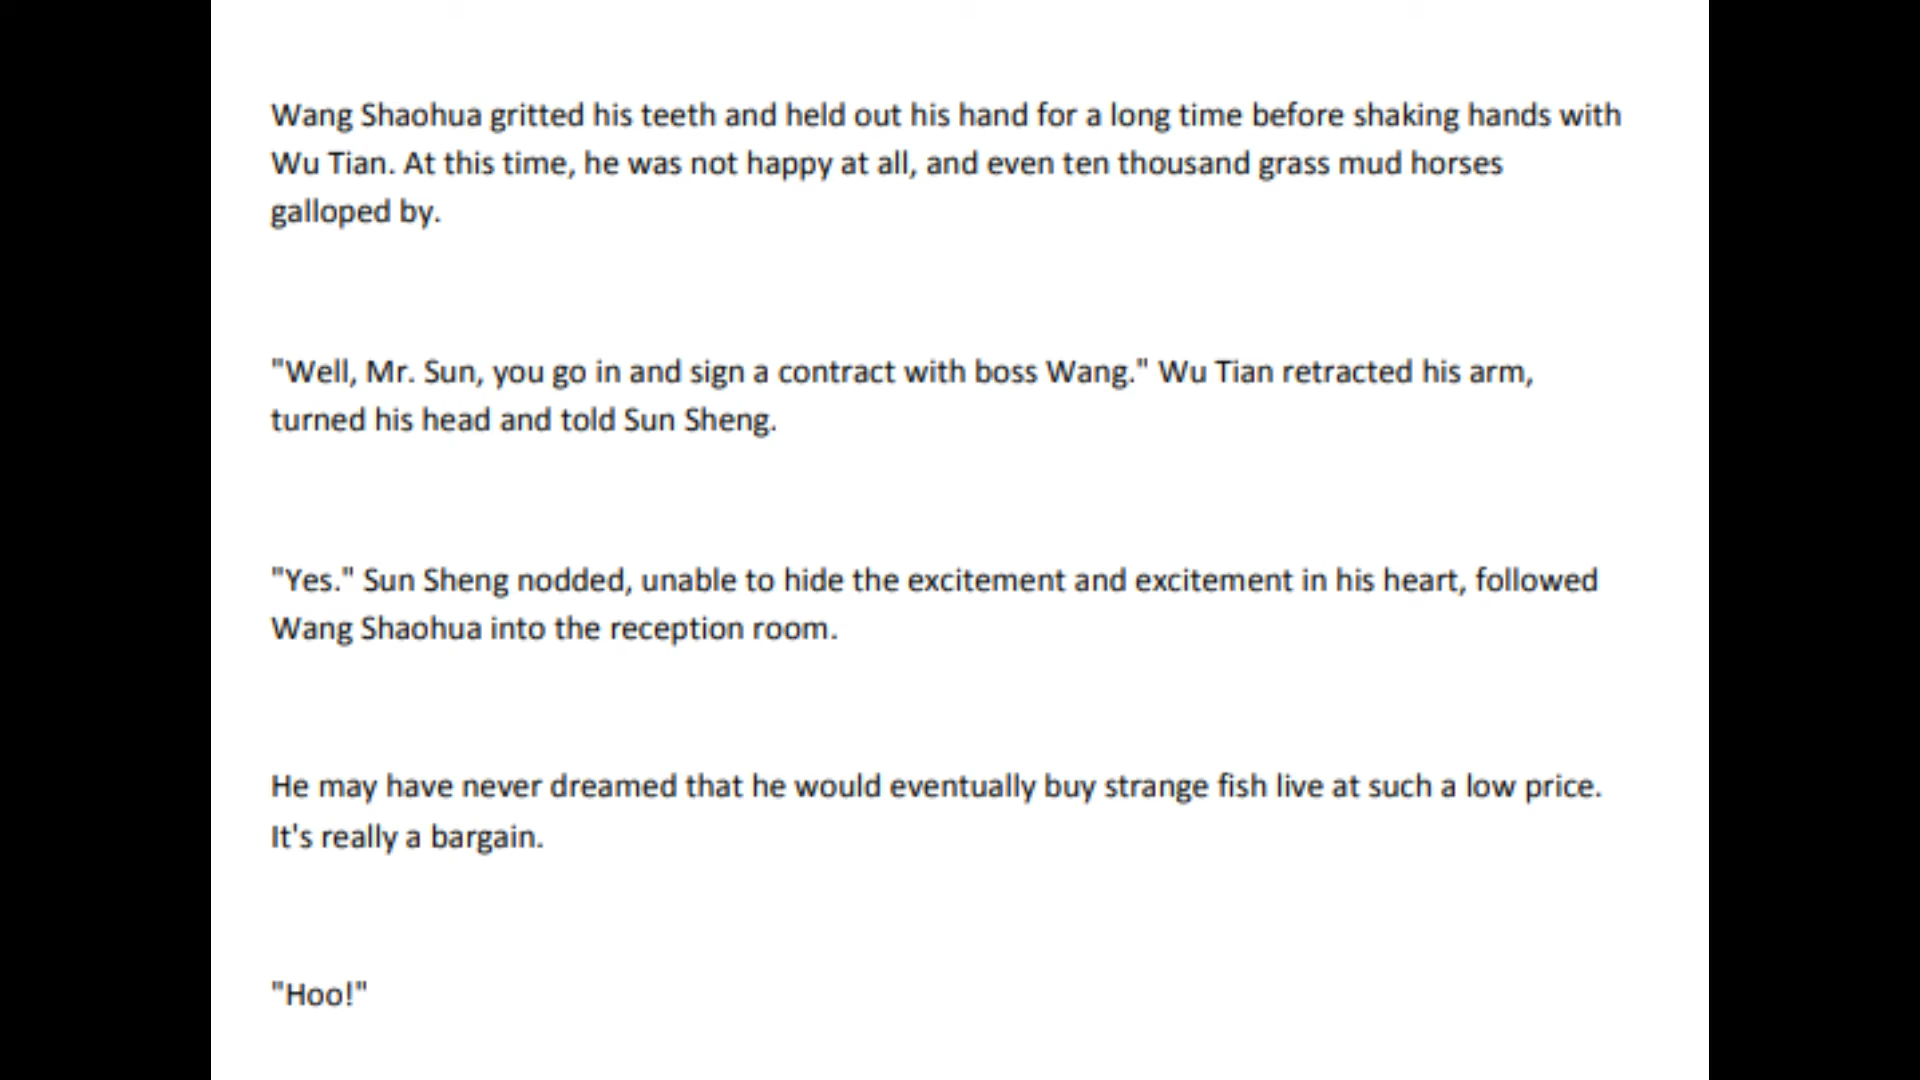 Wang Shaohua gritted his teeth and held out his hand for a long time before shaking hands with
Wu Tian. At this time, he was not happy at all, and even ten thousand grass mud horses
galloped by.
"Well, Mr. Sun, you go in and sign a contract with boss Wang." Wu Tian retracted his arm,
turned his head and told Sun Sheng.
"Yes." Sun Sheng nodded, unable to hide the excitement and excitement in his heart, followed
Wang Shaohua into the reception room.
He may have never dreamed that he would eventually buy strange fish live at such a low price.
It's really a bargain.
"Hoo!"